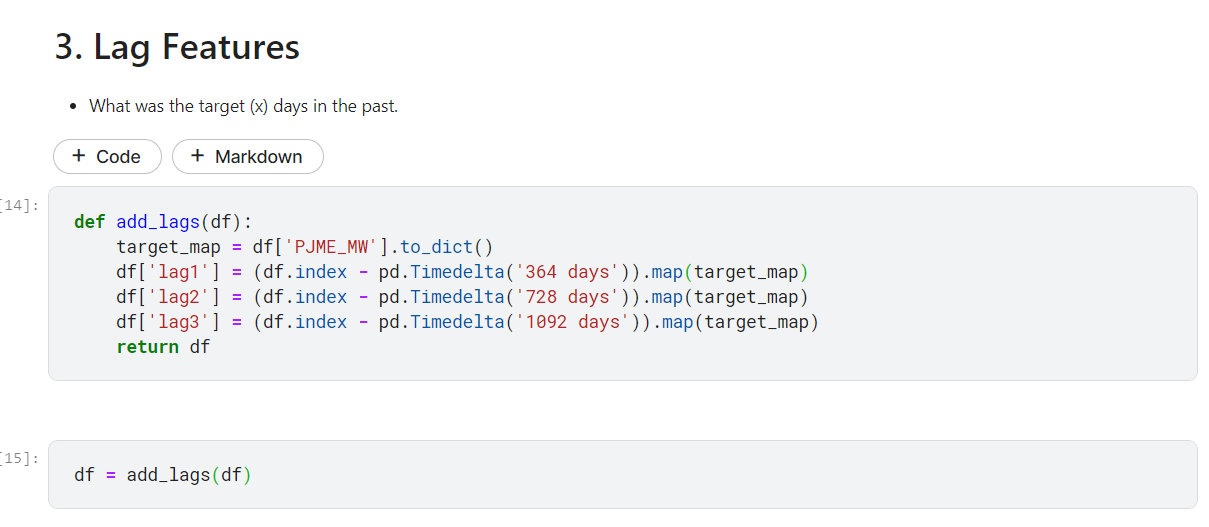 3. Lag Features
• What was the target (x) days in the past.
+ Code + Markdown
[14]:
def add_lags(df):
    target_map = df['PJME_MW'].to_dict()
    df['lag1'] = (df.index - pd.Timedelta('364 days')).map(target_map)
    df['lag2'] = (df.index - pd.Timedelta('728 days')).map(target_map)
    df['lag3'] = (df.index - pd.Timedelta('1092 days')).map(target_map)
    return df
[15]:
df = add_lags(df)